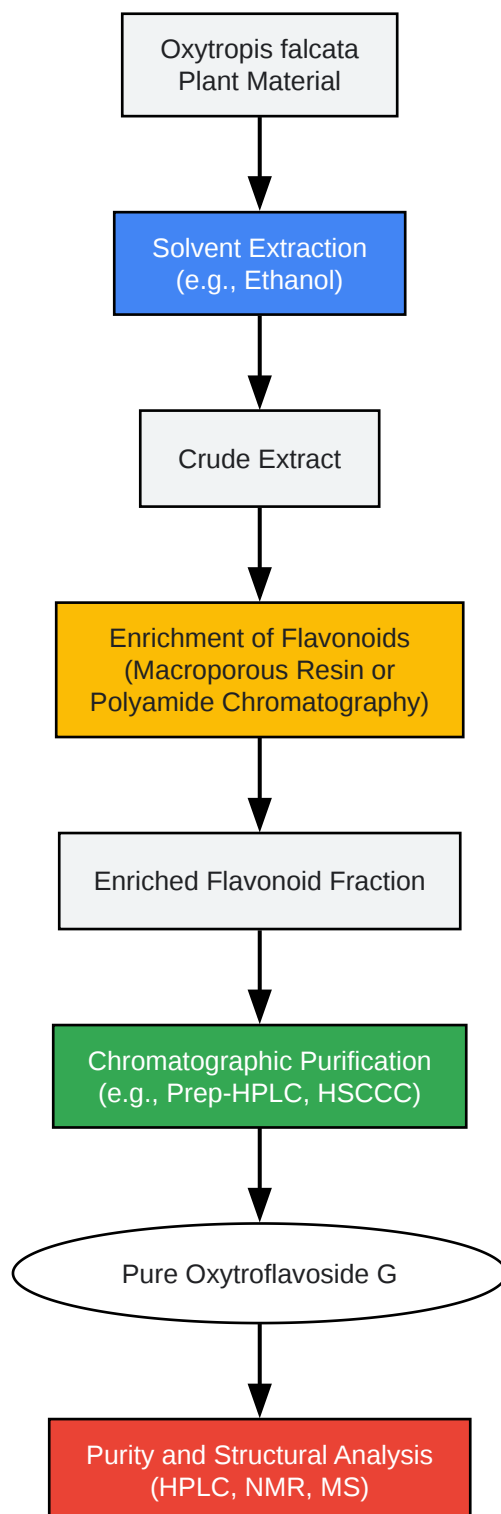 Oxytropis falcata
Plant Material
Solvent Extraction
(e.g., Ethanol)
Crude Extract
Enrichment of Flavonoids
(Macroporous Resin or
Polyamide Chromatography)
Enriched Flavonoid Fraction
Chromatographic Purification
(e.g., Prep-HPLC, HSCCC)
Pure Oxytroflavoside G
Purity and Structural Analysis
(HPLC, NMR, MS)